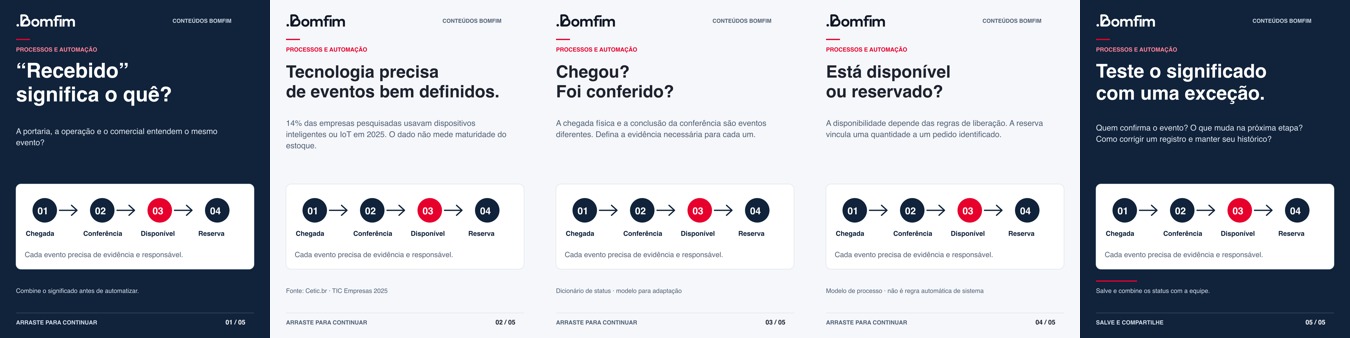 .Bomfim
CONTEÚDOS BOMFIM
PROCESSOS E AUTOMAÇÃO
“Recebido”
significa o quê?
A portaria, a operação e o comercial entendem o mesmo
evento?
01
02
03
04
Chegada
Conferência
Disponível
Reserva
Cada evento precisa de evidência e responsável.
Combine o significado antes de automatizar.
ARRASTE PARA CONTINUAR
01 / 05
.Bomfim
CONTEÚDOS BOMFIM
PROCESSOS E AUTOMAÇÃO
Tecnologia precisa
de eventos bem definidos.
14% das empresas pesquisadas usavam dispositivos
inteligentes ou IoT em 2025. O dado não mede maturidade do
estoque.
01
02
03
04
Chegada
Conferência
Disponível
Reserva
Cada evento precisa de evidência e responsável.
Fonte: Cetic.br · TIC Empresas 2025
ARRASTE PARA CONTINUAR
02 / 05
.Bomfim
CONTEÚDOS BOMFIM
PROCESSOS E AUTOMAÇÃO
Chegou?
Foi conferido?
A chegada física e a conclusão da conferência são eventos
diferentes. Defina a evidência necessária para cada um.
01
02
03
04
Chegada
Conferência
Disponível
Reserva
Cada evento precisa de evidência e responsável.
Dicionário de status · modelo para adaptação
ARRASTE PARA CONTINUAR
03 / 05
.Bomfim
CONTEÚDOS BOMFIM
PROCESSOS E AUTOMAÇÃO
Está disponível
ou reservado?
A disponibilidade depende das regras de liberação. A reserva
vincula uma quantidade a um pedido identificado.
01
02
03
04
Chegada
Conferência
Disponível
Reserva
Cada evento precisa de evidência e responsável.
Modelo de processo · não é regra automática de sistema
ARRASTE PARA CONTINUAR
04 / 05
.Bomfim
CONTEÚDOS BOMFIM
PROCESSOS E AUTOMAÇÃO
Teste o significado
com uma exceção.
Quem confirma o evento? O que muda na próxima etapa?
Como corrigir um registro e manter seu histórico?
01
02
03
04
Chegada
Conferência
Disponível
Reserva
Cada evento precisa de evidência e responsável.
Salve e combine os status com a equipe.
SALVE E COMPARTILHE
05 / 05